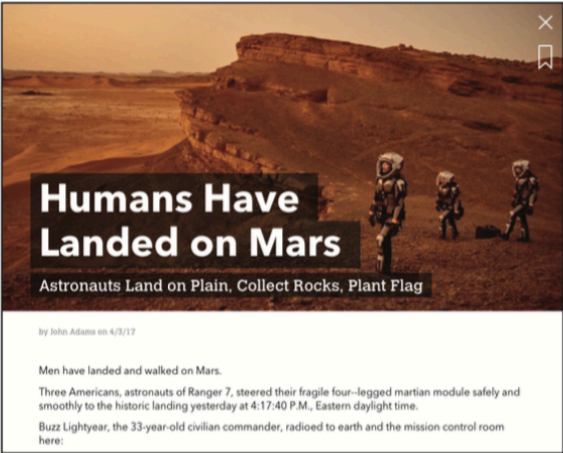 Humans Have
Landed on Mars
Astronauts Land on Plain, Collect Rocks, Plant Flag
by John Adams on 4/3/17
Men have landed and walked on Mars.
Three Americans, astronauts of Ranger 7, steered their fragile four--legged martian module safely and
smoothly to the historic landing yesterday at 4:17:40 P.M., Eastern daylight time.
Buzz Lightyear, the 33-year-old civilian commander, radioed to earth and the mission control room
here: